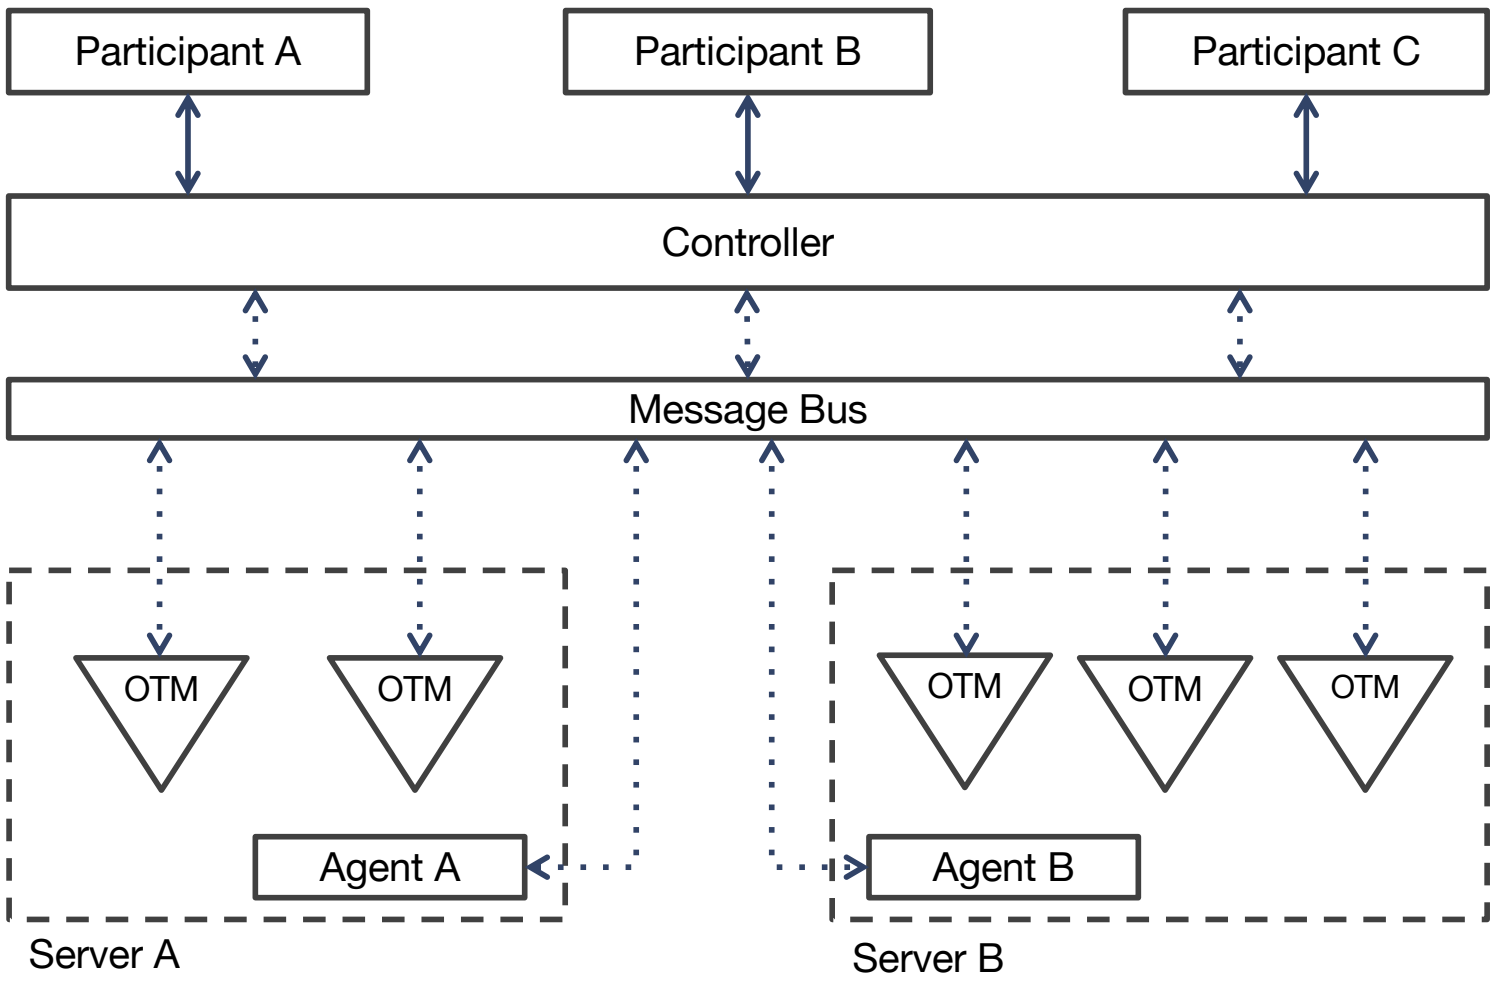 Participant A
Participant B
Participant C
Controller
Message Bus
OTM
OTM
OTM
OTM
OTM
Agent A
Agent B
Server A
Server B